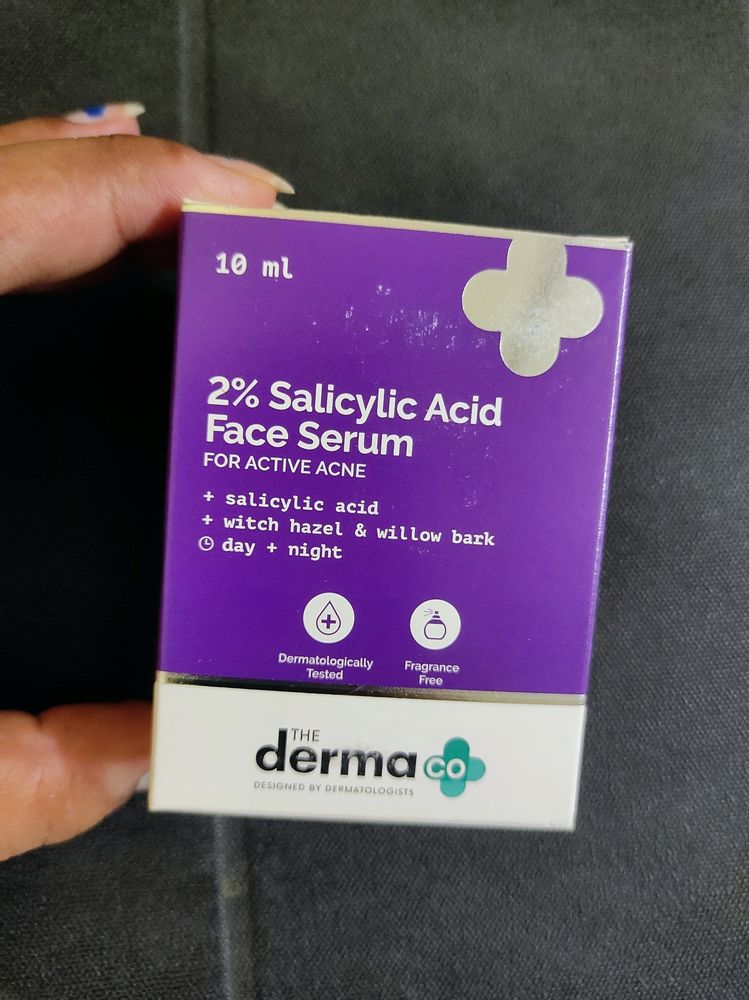 10 ml
2% Salicylic Acid
Face Serum
FOR ACTIVE ACNE
+ salicylic acid
+ witch hazel & willow bark
day + night
Dermatologically
Tested
Fragrance
Free
THE
derma co
DESIGNED BY DERMATOLOGISTS